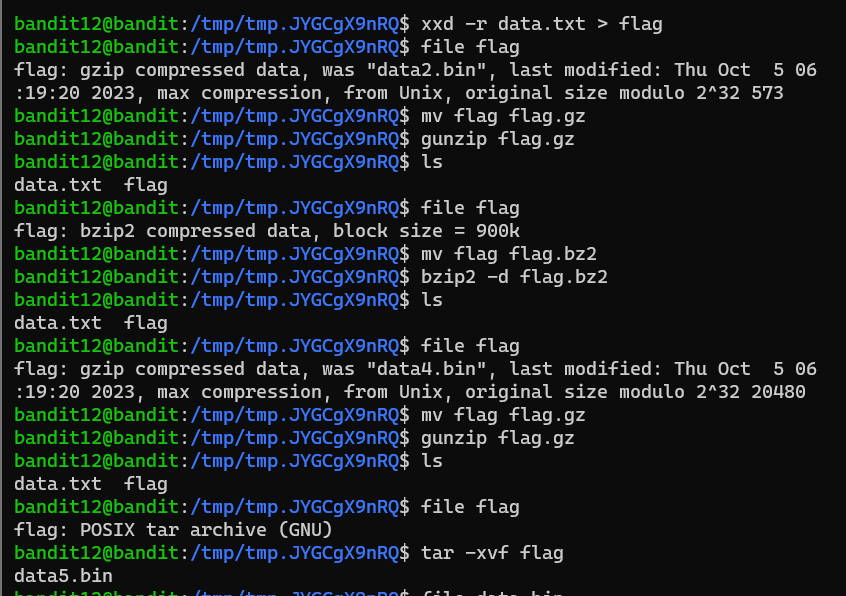 bandit12@bandit:/tmp/tmp.JYGCgX9nRQ$ xxd -r data.txt > flag
bandit12@bandit:/tmp/tmp.JYGCgX9nRQ$ file flag
flag: gzip compressed data, was "data2.bin", last modified: Thu Oct  5 06
:19:20 2023, max compression, from Unix, original size modulo 2^32 573
bandit12@bandit:/tmp/tmp.JYGCgX9nRQ$ mv flag flag.gz
bandit12@bandit:/tmp/tmp.JYGCgX9nRQ$ gunzip flag.gz
bandit12@bandit:/tmp/tmp.JYGCgX9nRQ$ ls
data.txt  flag
bandit12@bandit:/tmp/tmp.JYGCgX9nRQ$ file flag
flag: bzip2 compressed data, block size = 900k
bandit12@bandit:/tmp/tmp.JYGCgX9nRQ$ mv flag flag.bz2
bandit12@bandit:/tmp/tmp.JYGCgX9nRQ$ bzip2 -d flag.bz2
bandit12@bandit:/tmp/tmp.JYGCgX9nRQ$ ls
data.txt  flag
bandit12@bandit:/tmp/tmp.JYGCgX9nRQ$ file flag
flag: gzip compressed data, was "data4.bin", last modified: Thu Oct  5 06
:19:20 2023, max compression, from Unix, original size modulo 2^32 20480
bandit12@bandit:/tmp/tmp.JYGCgX9nRQ$ mv flag flag.gz
bandit12@bandit:/tmp/tmp.JYGCgX9nRQ$ gunzip flag.gz
bandit12@bandit:/tmp/tmp.JYGCgX9nRQ$ ls
data.txt  flag
bandit12@bandit:/tmp/tmp.JYGCgX9nRQ$ file flag
flag: POSIX tar archive (GNU)
bandit12@bandit:/tmp/tmp.JYGCgX9nRQ$ tar -xvf flag
data5.bin
bandit12@bandit:/tmp/tmp.JYGCgX9nRQ$ file data.bin